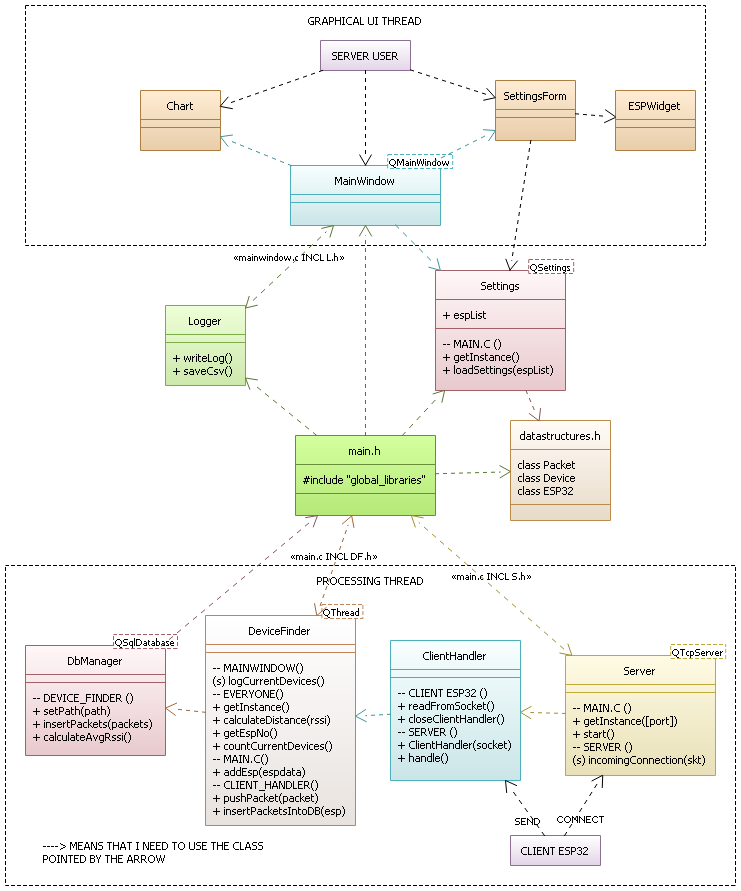 GRAPHICAL UI THREAD
SERVER USER
Chart
SettingsForm
ESPWidget
QMainWindow
MainWindow
«mainwindow.c INCL L.h»
QSettings
Settings
+ espList
-- MAIN.C ()
+ getInstance()
+ loadSettings(espList)
Logger
+ writeLog()
+ saveCsv()
main.h
#include "global_libraries"
datastructures.h
class Packet
class Device
class ESP32
«main.c INCL DF.h»
«main.c INCL S.h»
PROCESSING THREAD
QSqlDatabase
DbManager
-- DEVICE_FINDER ()
+ setPath(path)
+ insertPackets(packets)
+ calculateAvgRssi()
QThread
DeviceFinder
-- MAINWINDOW()
(s) logCurrentDevices()
-- EVERYONE()
+ getInstance()
+ calculateDistance(rssi)
+ getEspNo()
+ countCurrentDevices()
-- MAIN.C()
+ addEsp(espdata)
-- CLIENT_HANDLER()
+ pushPacket(packet)
+ insertPacketsIntoDB(esp)
ClientHandler
-- CLIENT ESP32 ()
+ readFromSocket()
+ closeClientHandler()
-- SERVER ()
+ ClientHandler(socket)
+ handle()
QTcpServer
Server
-- MAIN.C ()
+ getInstance([port])
+ start()
-- SERVER ()
(s) incomingConnection(skt)
SEND
CONNECT
CLIENT ESP32
----> MEANS THAT I NEED TO USE THE CLASS
POINTED BY THE ARROW